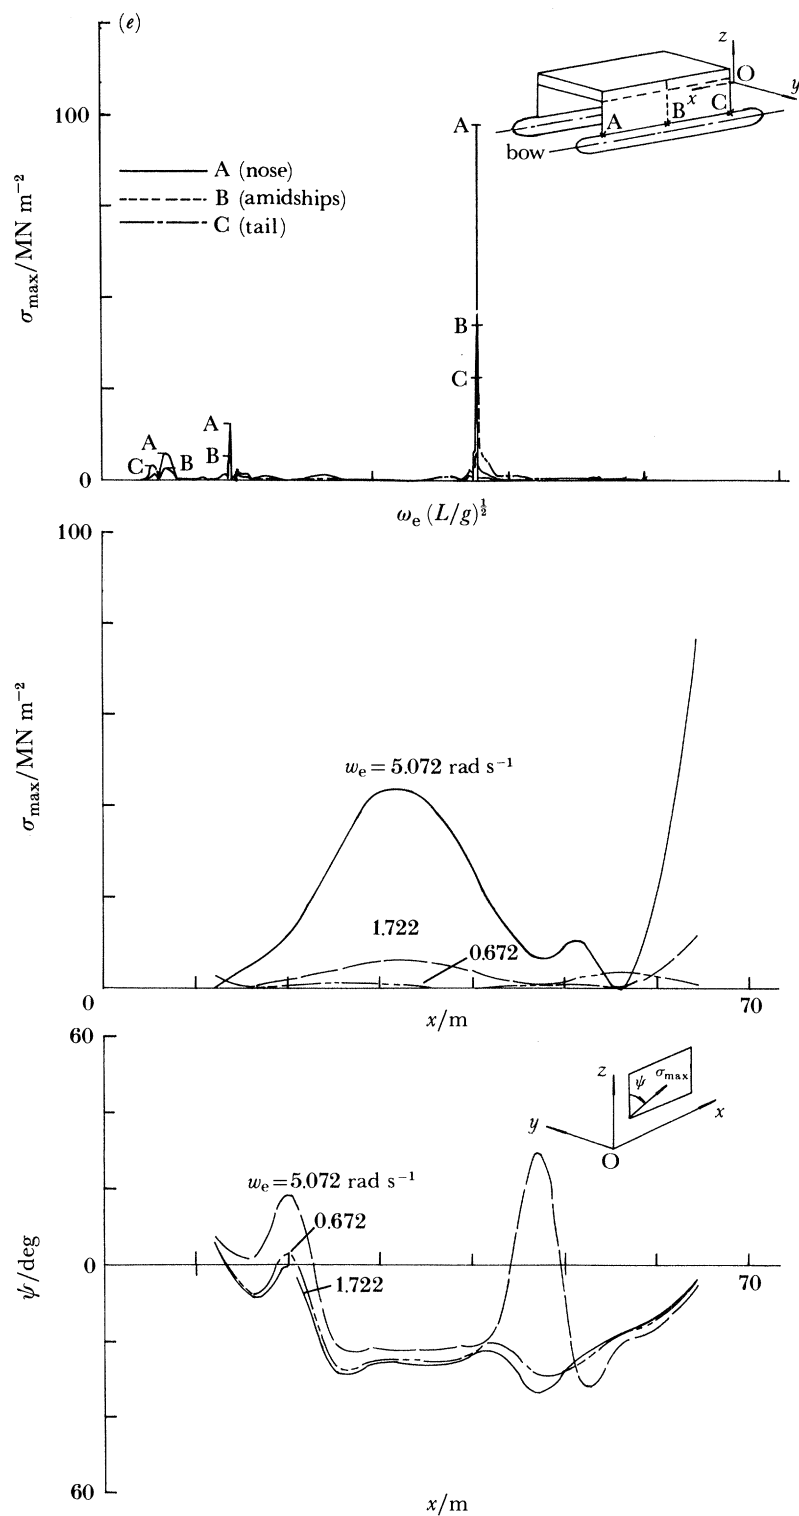 (e)
100
σmax/MN m⁻²
A (nose)
B (amidships)
C (tail)
z
O
y
x
A
B
C
bow
A
B
C
A
B
A
C
B
0
ωe (L/g)^½
100
σmax/MN m⁻²
we = 5.072 rad s⁻¹
1.722
0.672
0
70
x/m
60
z
ψ
σmax
y
x
O
we = 5.072 rad s⁻¹
0.672
0
1.722
70
ψ/deg
60
x/m